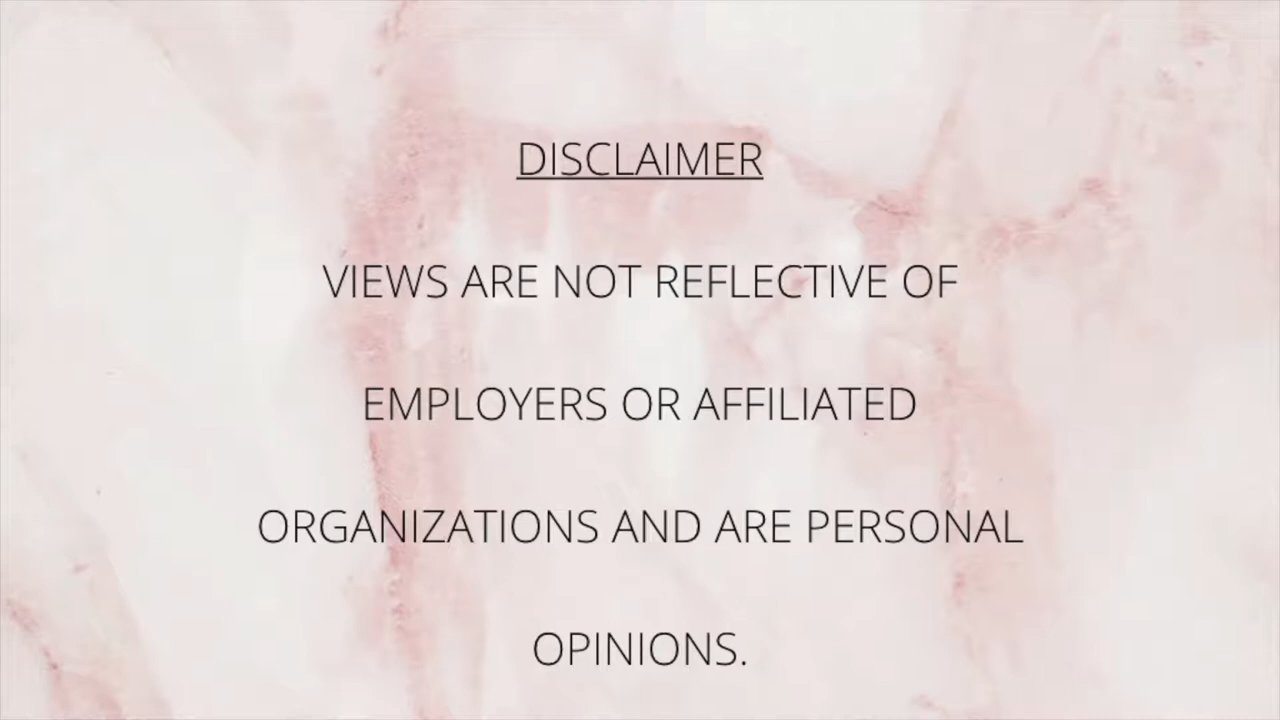 DISCLAIMER
VIEWS ARE NOT REFLECTIVE OF
EMPLOYERS OR AFFILIATED
ORGANIZATIONS AND ARE PERSONAL
OPINIONS.